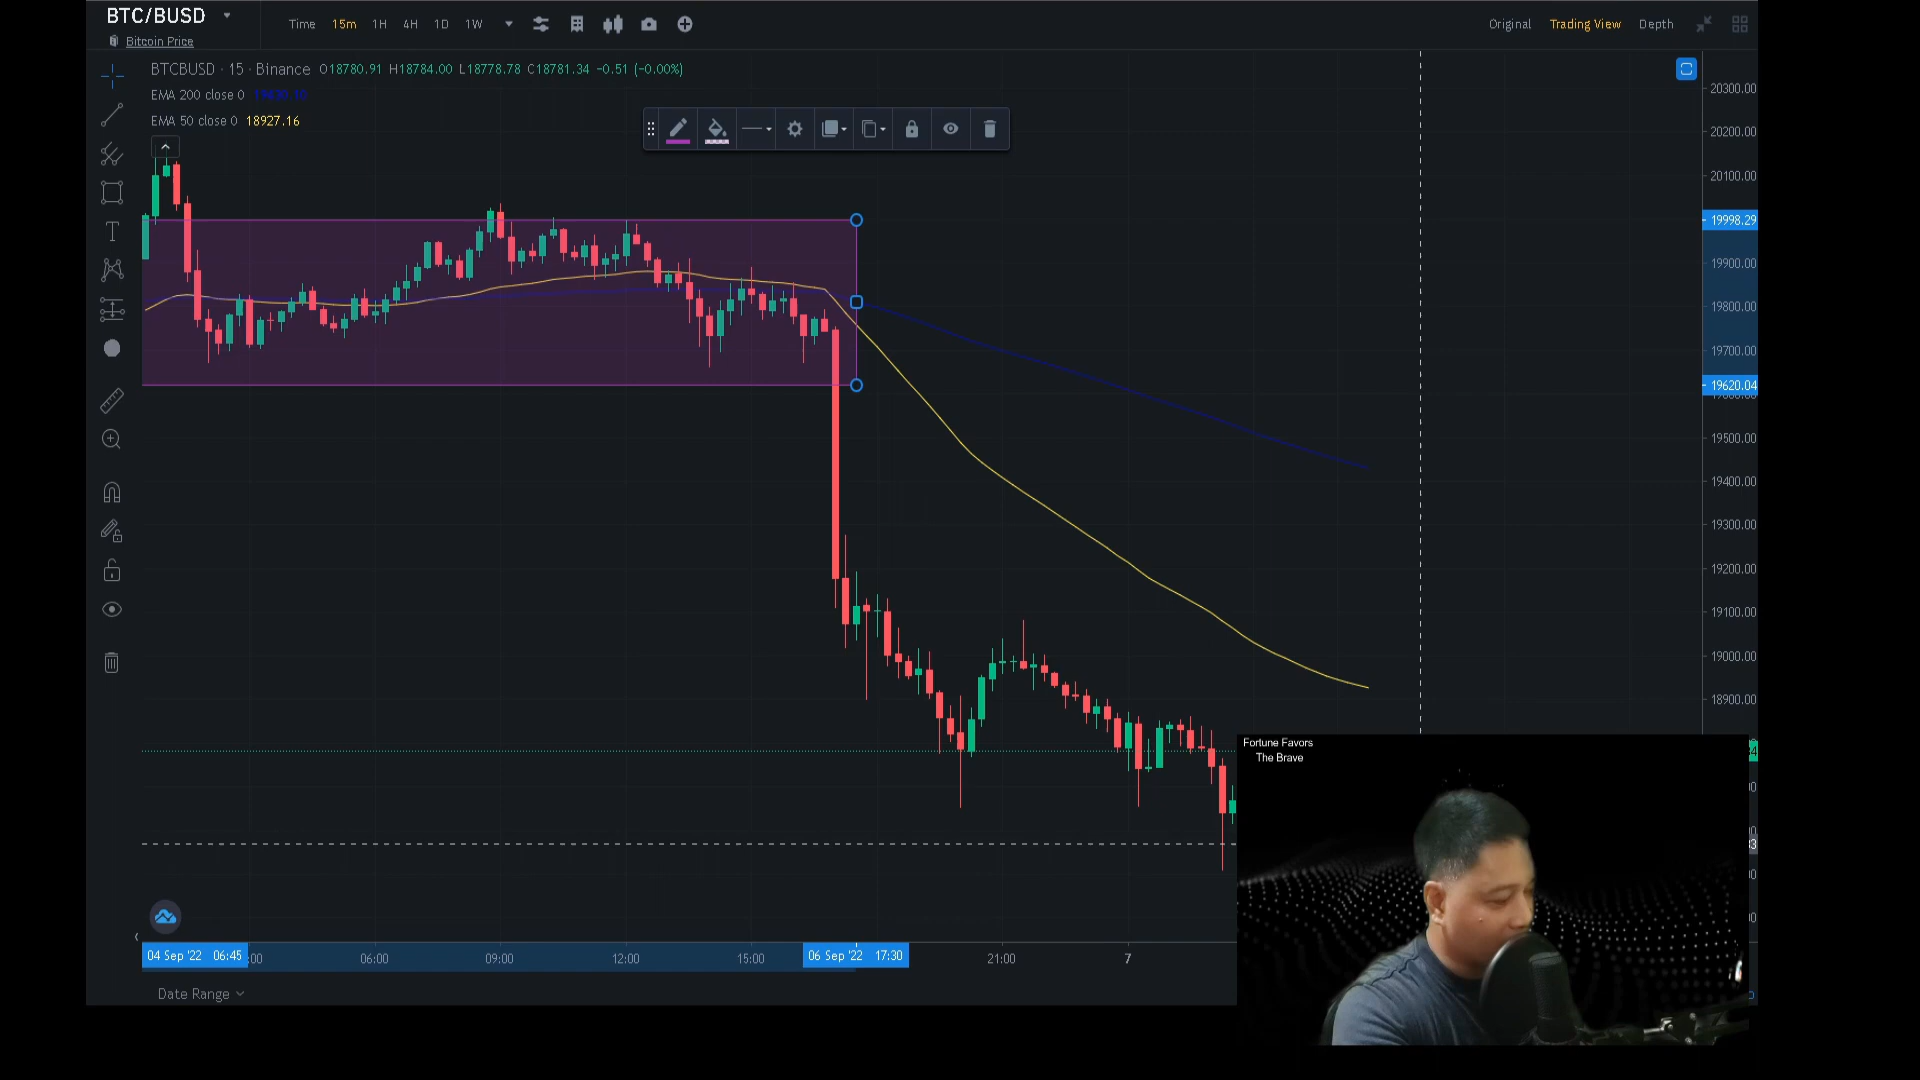 BTC/BUSD
Bitcoin Price
Time 15m 1H 4H 1D 1W
Original Trading View Depth
BTCBUSD · 15 · Binance O18780.91 H18784.00 L18778.78 C18781.34 −0.51 (−0.00%)
EMA 200 close 0
EMA 50 close 0 18927.16
20300.00
20200.00
20100.00
19998.29
19900.00
19800.00
19700.00
19620.04
19500.00
19400.00
19300.00
19200.00
19100.00
19000.00
18900.00
Fortune Favors
The Brave
04 Sep '22 06:45 :00 06:00 09:00 12:00 15:00 06 Sep '22 17:30 21:00 7
Date Range